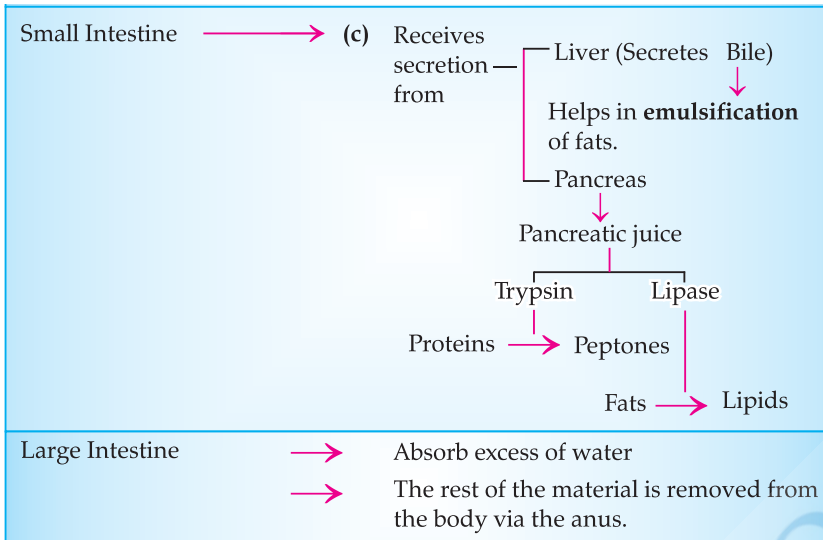 Small Intestine (c) Receives secretion from
Liver (Secretes Bile)
Helps in emulsification
of fats.
Pancreas
Pancreatic juice
Trypsin Lipase
Proteins Peptones
Fats Lipids
Large Intestine Absorb excess of water
The rest of the material is removed from
the body via the anus.